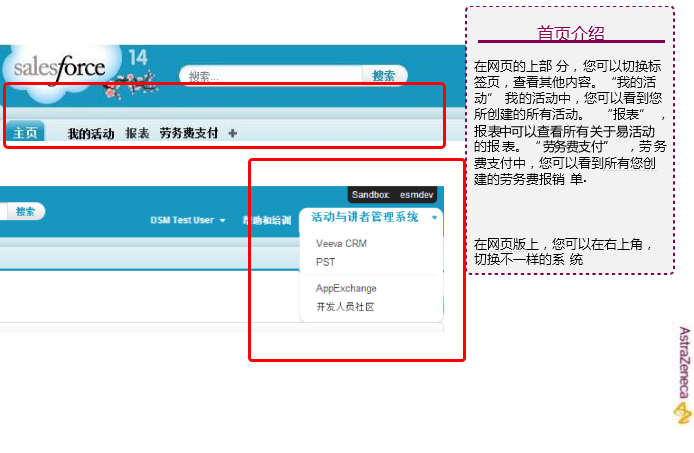 salesforce
14
搜索...
搜索
主页
我的活动
报表
劳务费支付
+
搜索
Sandbox: esmdev
DSM Test User
帮助和培训
活动与讲者管理系统
Veeva CRM
PST
AppExchange
开发人员社区
首页介绍
在网页的上部 分，您可以切换标
签页，查看其他内容。“我的活
动” 我的活动中，您可以看到您
所创建的所有活动。 “报表”，
报表中可以查看所有关于易活动
的报表。“劳务费支付” ，劳务
费支付中，您可以看到所有您创
建的劳务费报销 单.
在网页版上，您可以在右上角，
切换不一样的系 统
AstraZeneca